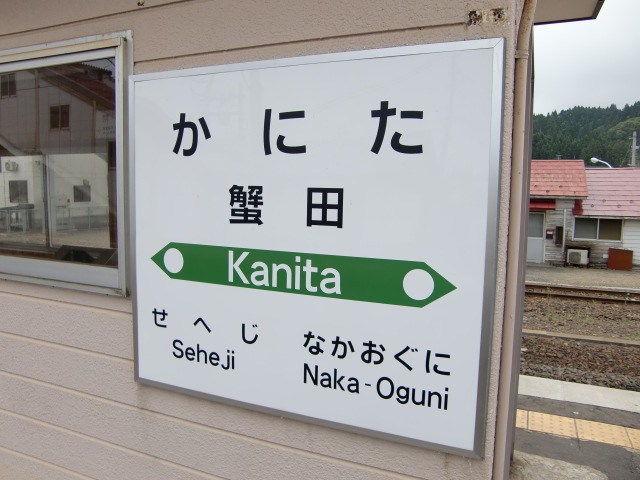 かにた
蟹田
Kanita
せへじ
Seheji
なかおぐに
Naka-Oguni